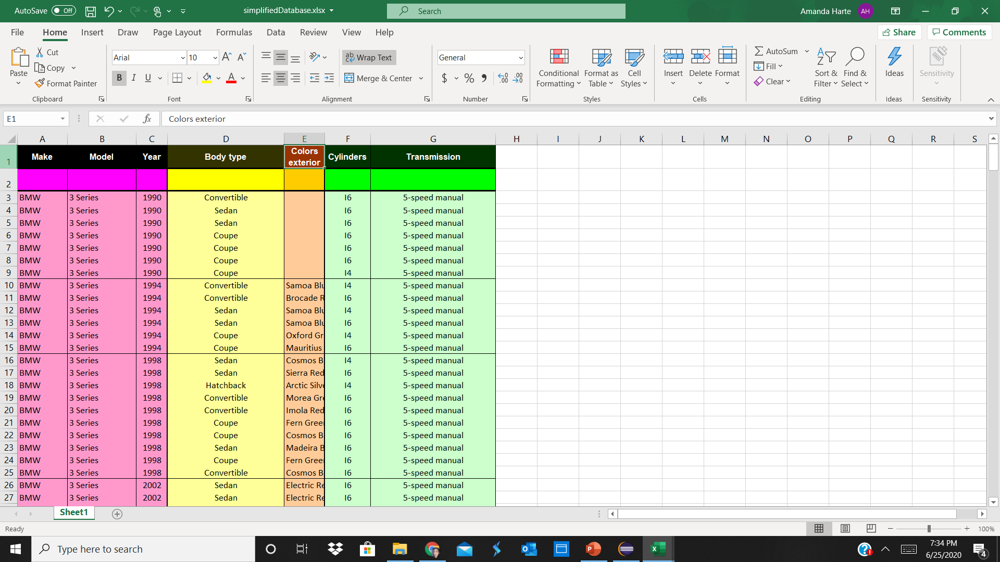 AutoSave Off simplifiedDatabase.xlsx Search Amanda Harte AH
File Home Insert Draw Page Layout Formulas Data Review View Help Share Comments
Paste Cut Copy Format Painter Clipboard
Arial 10 B I U A Font
Wrap Text Merge & Center Alignment
General $ % Number
Conditional Formatting Format as Table Cell Styles Styles
Insert Delete Format Cells
AutoSum Fill Clear Sort & Filter Find & Select Editing
Ideas Ideas
Sensitivity Sensitivity
E1 fx Colors exterior
A B C D E F G H I J K L M N O P Q R S
1 Make Model Year Body type Colors exterior Cylinders Transmission
2
3 BMW 3 Series 1990 Convertible I6 5-speed manual
4 BMW 3 Series 1990 Sedan I6 5-speed manual
5 BMW 3 Series 1990 Sedan I6 5-speed manual
6 BMW 3 Series 1990 Coupe I6 5-speed manual
7 BMW 3 Series 1990 Coupe I6 5-speed manual
8 BMW 3 Series 1990 Coupe I6 5-speed manual
9 BMW 3 Series 1990 Coupe I4 5-speed manual
10 BMW 3 Series 1994 Convertible Samoa Blu I4 5-speed manual
11 BMW 3 Series 1994 Convertible Brocade R I6 5-speed manual
12 BMW 3 Series 1994 Sedan Samoa Blu I4 5-speed manual
13 BMW 3 Series 1994 Sedan Samoa Blu I6 5-speed manual
14 BMW 3 Series 1994 Coupe Oxford Gr I4 5-speed manual
15 BMW 3 Series 1994 Coupe Mauritius I6 5-speed manual
16 BMW 3 Series 1998 Sedan Cosmos B I4 5-speed manual
17 BMW 3 Series 1998 Sedan Sierra Red I6 5-speed manual
18 BMW 3 Series 1998 Hatchback Arctic Silve I4 5-speed manual
19 BMW 3 Series 1998 Convertible Morea Gre I6 5-speed manual
20 BMW 3 Series 1998 Convertible Imola Red I6 5-speed manual
21 BMW 3 Series 1998 Coupe Fern Greer I6 5-speed manual
22 BMW 3 Series 1998 Coupe Cosmos B I6 5-speed manual
23 BMW 3 Series 1998 Sedan Madeira B I6 5-speed manual
24 BMW 3 Series 1998 Coupe Fern Greer I6 5-speed manual
25 BMW 3 Series 1998 Convertible Cosmos B I6 5-speed manual
26 BMW 3 Series 2002 Sedan Electric Re I6 5-speed manual
27 BMW 3 Series 2002 Sedan Electric Re I6 5-speed manual
Sheet1
Ready 100%
Type here to search 7:34 PM
6/25/2020 4